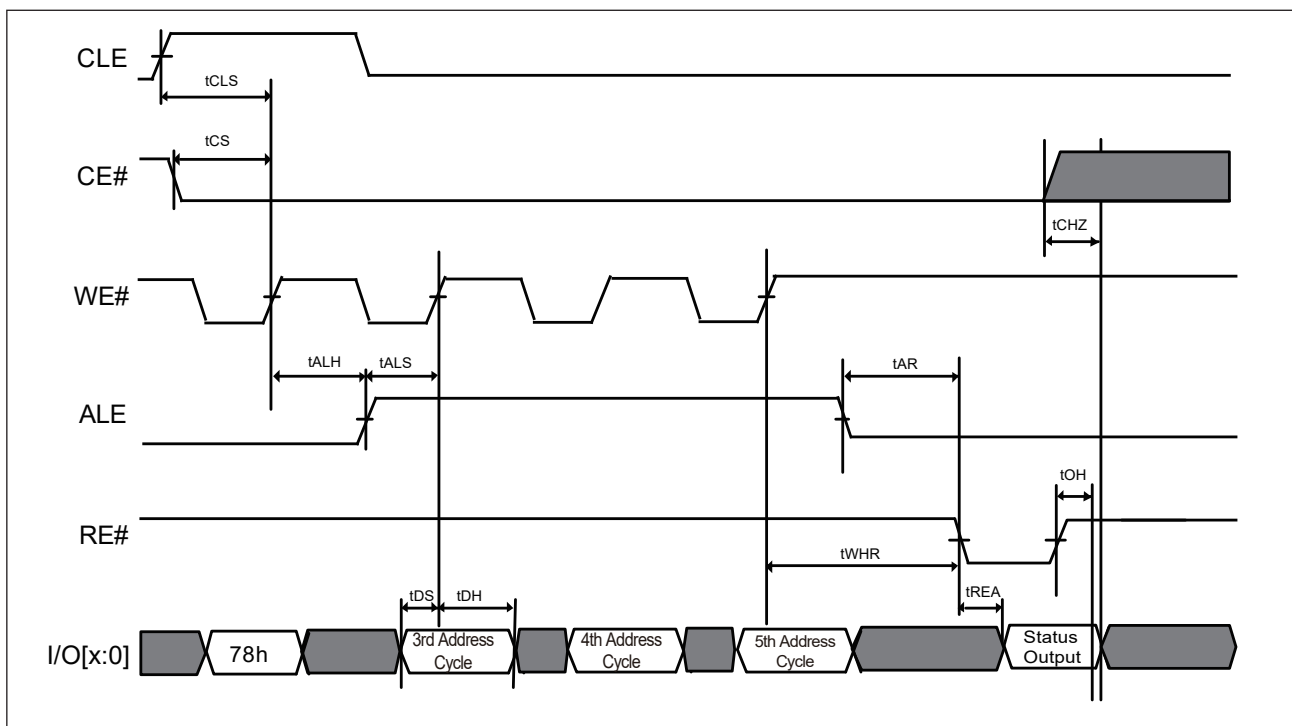 CLE
tCLS
tCS
CE#
tCHZ
WE#
tALH
tALS
tAR
ALE
tOH
RE#
tWHR
tREA
tDS
tDH
I/O[x:0]
78h
3rd Address
Cycle
4th Address
Cycle
5th Address
Cycle
Status
Output